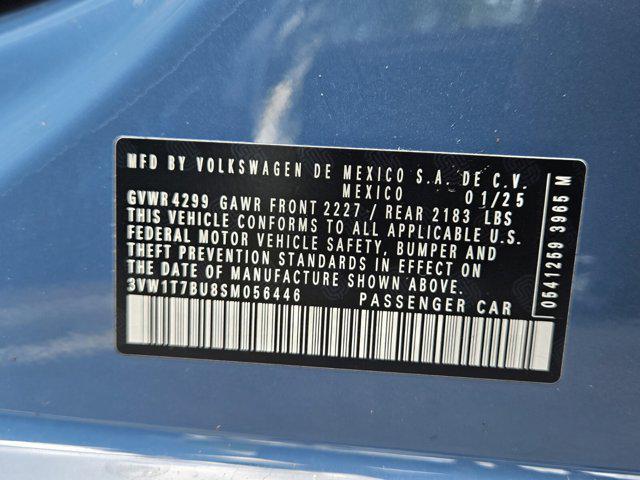 MFD BY VOLKSWAGEN DE MEXICO S.A. DE C.V.
MEXICO 01/25
GVWR 4299 GAWR FRONT 2227 / REAR 2183 LBS
THIS VEHICLE CONFORMS TO ALL APPLICABLE U.S.
FEDERAL MOTOR VEHICLE SAFETY, BUMPER AND
THEFT PREVENTION STANDARDS IN EFFECT ON
THE DATE OF MANUFACTURE SHOWN ABOVE.
3VW1T7BU8SM056446 PASSENGER CAR
0541259 3965 M